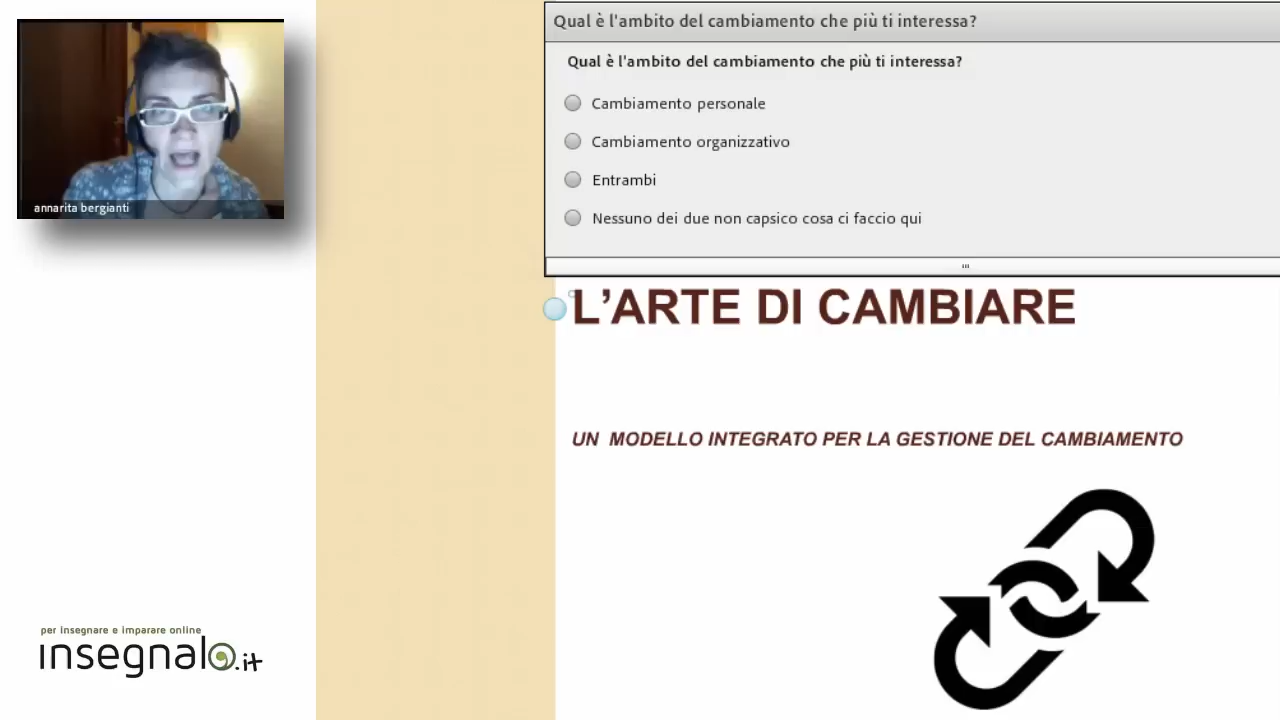 annarita bergianti
per insegnare e imparare online
insegnalo.it
Qual è l'ambito del cambiamento che più ti interessa?
Qual è l'ambito del cambiamento che più ti interessa?
Cambiamento personale
Cambiamento organizzativo
Entrambi
Nessuno dei due non capsico cosa ci faccio qui
L’ARTE DI CAMBIARE
UN MODELLO INTEGRATO PER LA GESTIONE DEL CAMBIAMENTO